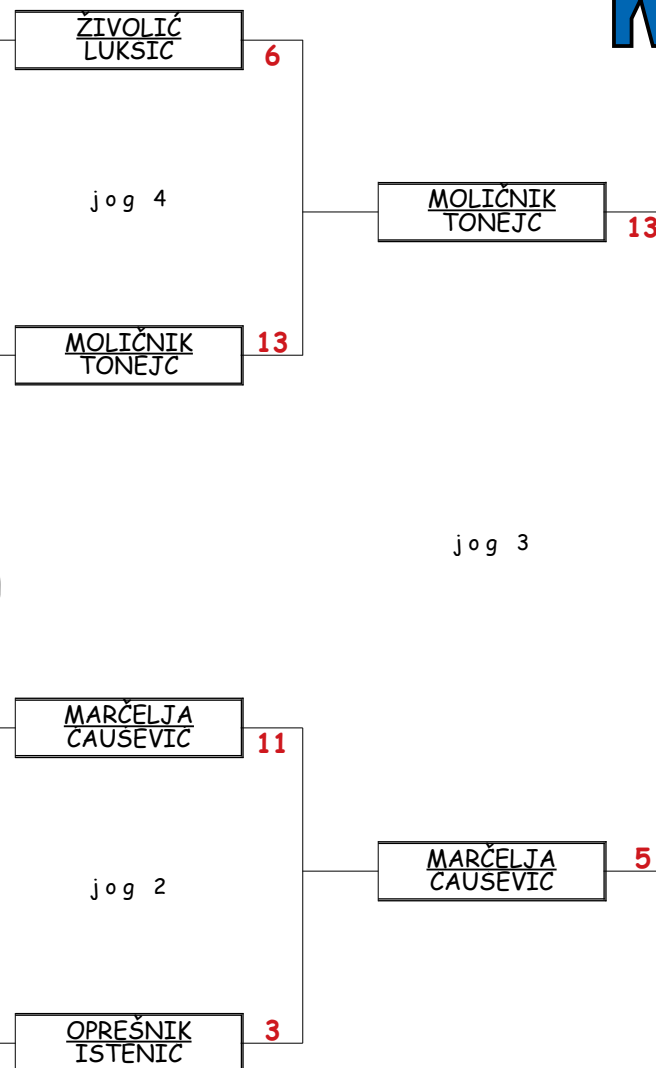 ŽIVOLIĆ
LUKSIC
6
jog 4
MOLIČNIK
TONEJC
13
MOLIČNIK
TONEJC
13
jog 3
MARČELJA
CAUSEVIC
11
jog 2
MARČELJA
CAUSEVIC
5
OPREŠNIK
ISTENIC
3